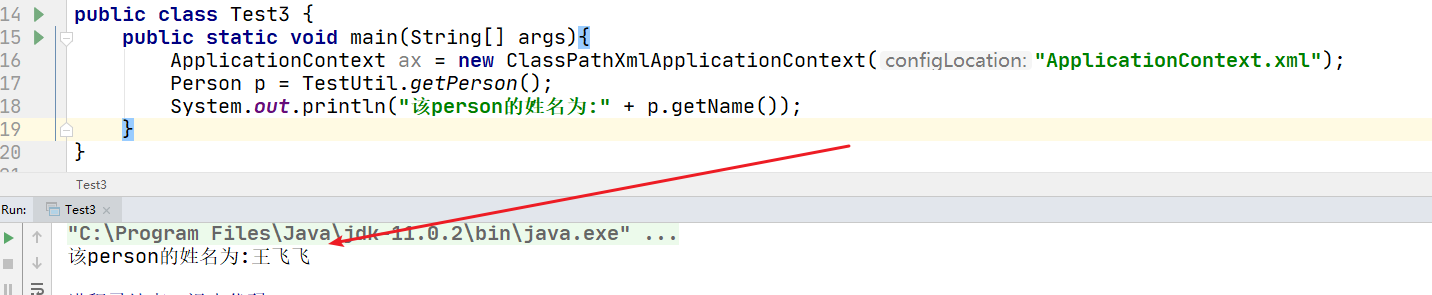 14 public class Test3 {
15 public static void main(String[] args){
16 ApplicationContext ax = new ClassPathXmlApplicationContext( configLocation: "ApplicationContext.xml");
17 Person p = TestUtil.getPerson();
18 System.out.println("该person的姓名为:" + p.getName());
19 }
20 }
Test3
Run: Test3 ×
"C:\Program Files\Java\jdk-11.0.2\bin\java.exe" ...
该person的姓名为:王飞飞